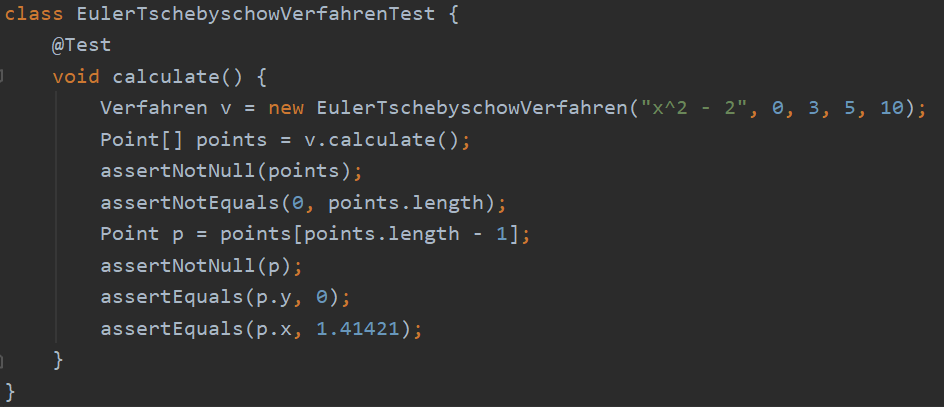 class EulerTschebyschowVerfahrenTest {
    @Test
    void calculate() {
        Verfahren v = new EulerTschebyschowVerfahren("x^2 - 2", 0, 3, 5, 10);
        Point[] points = v.calculate();
        assertNotNull(points);
        assertNotEquals(0, points.length);
        Point p = points[points.length - 1];
        assertNotNull(p);
        assertEquals(p.y, 0);
        assertEquals(p.x, 1.41421);
    }
}